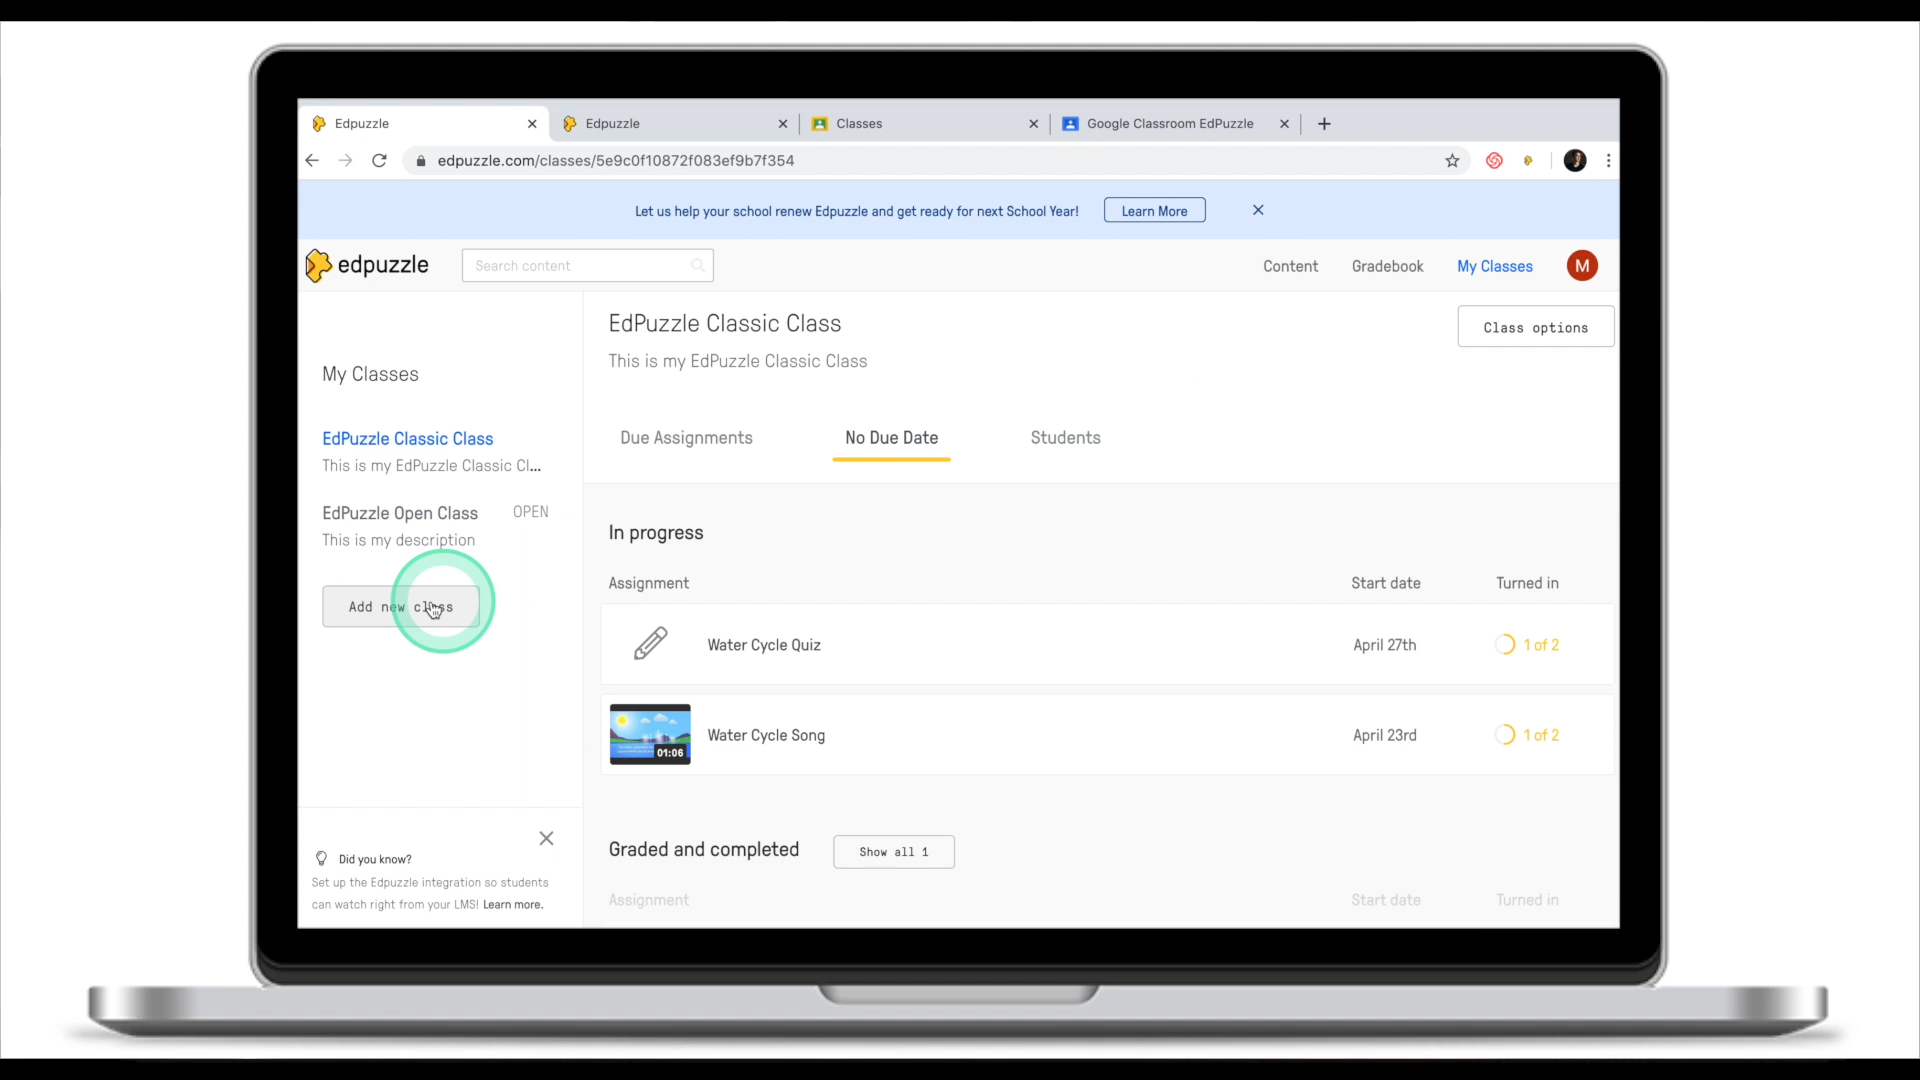 Edpuzzle
Edpuzzle
Classes
Google Classroom EdPuzzle
edpuzzle.com/classes/5e9c0f10872f083ef9b7f354
Let us help your school renew Edpuzzle and get ready for next School Year!
Learn More
edpuzzle
Search content
Content
Gradebook
My Classes
M
EdPuzzle Classic Class
Class options
This is my EdPuzzle Classic Class
My Classes
EdPuzzle Classic Class
This is my EdPuzzle Classic Cl...
EdPuzzle Open Class
OPEN
This is my description
Add new class
Due Assignments
No Due Date
Students
In progress
Assignment
Start date
Turned in
Water Cycle Quiz
April 27th
1 of 2
01:06
Water Cycle Song
April 23rd
1 of 2
Graded and completed
Show all 1
Assignment
Start date
Turned in
Did you know?
Set up the Edpuzzle integration so students
can watch right from your LMS! Learn more.